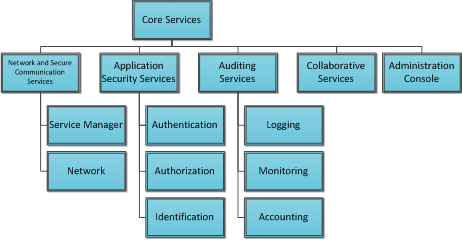 Core Services
Network and Secure
Communication
Services
Application
Security Services
Auditing
Services
Collaborative
Services
Administration
Console
Service Manager
Authentication
Logging
Network
Authorization
Monitoring
Identification
Accounting